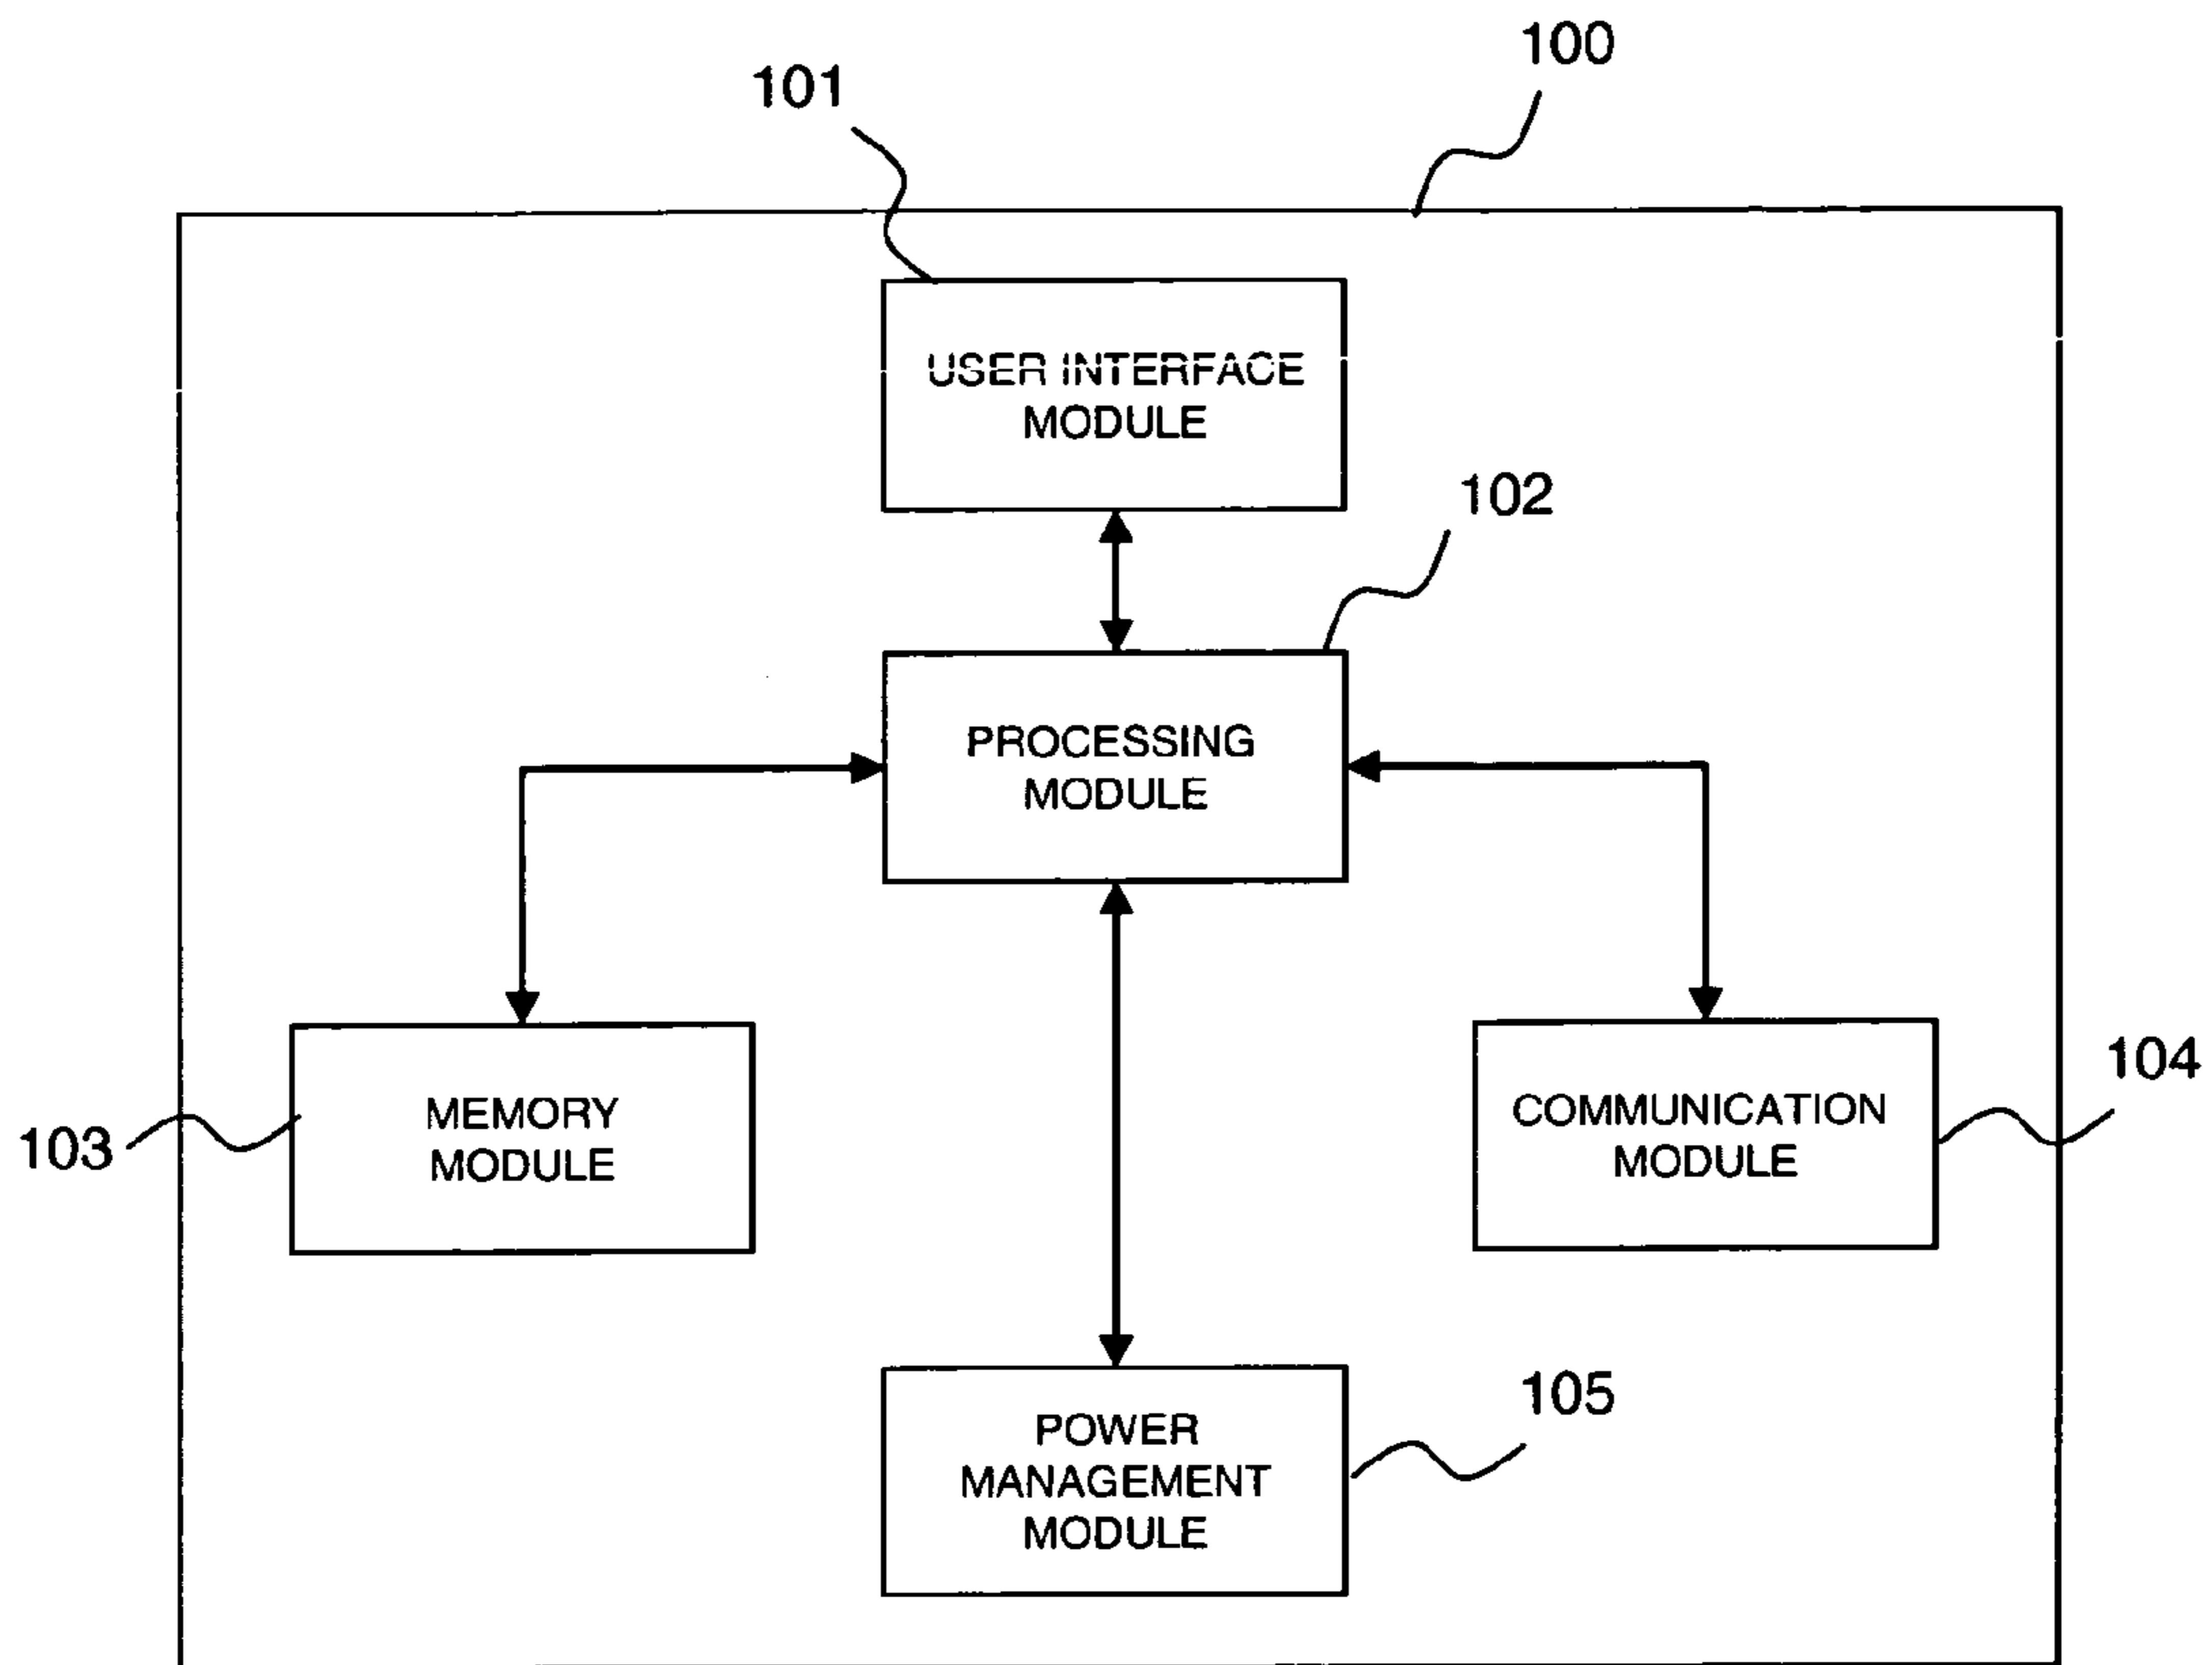 100
101
USER INTERFACE
MODULE
102
PROCESSING
MODULE
103
MEMORY
MODULE
104
COMMUNICATION
MODULE
105
POWER
MANAGEMENT
MODULE